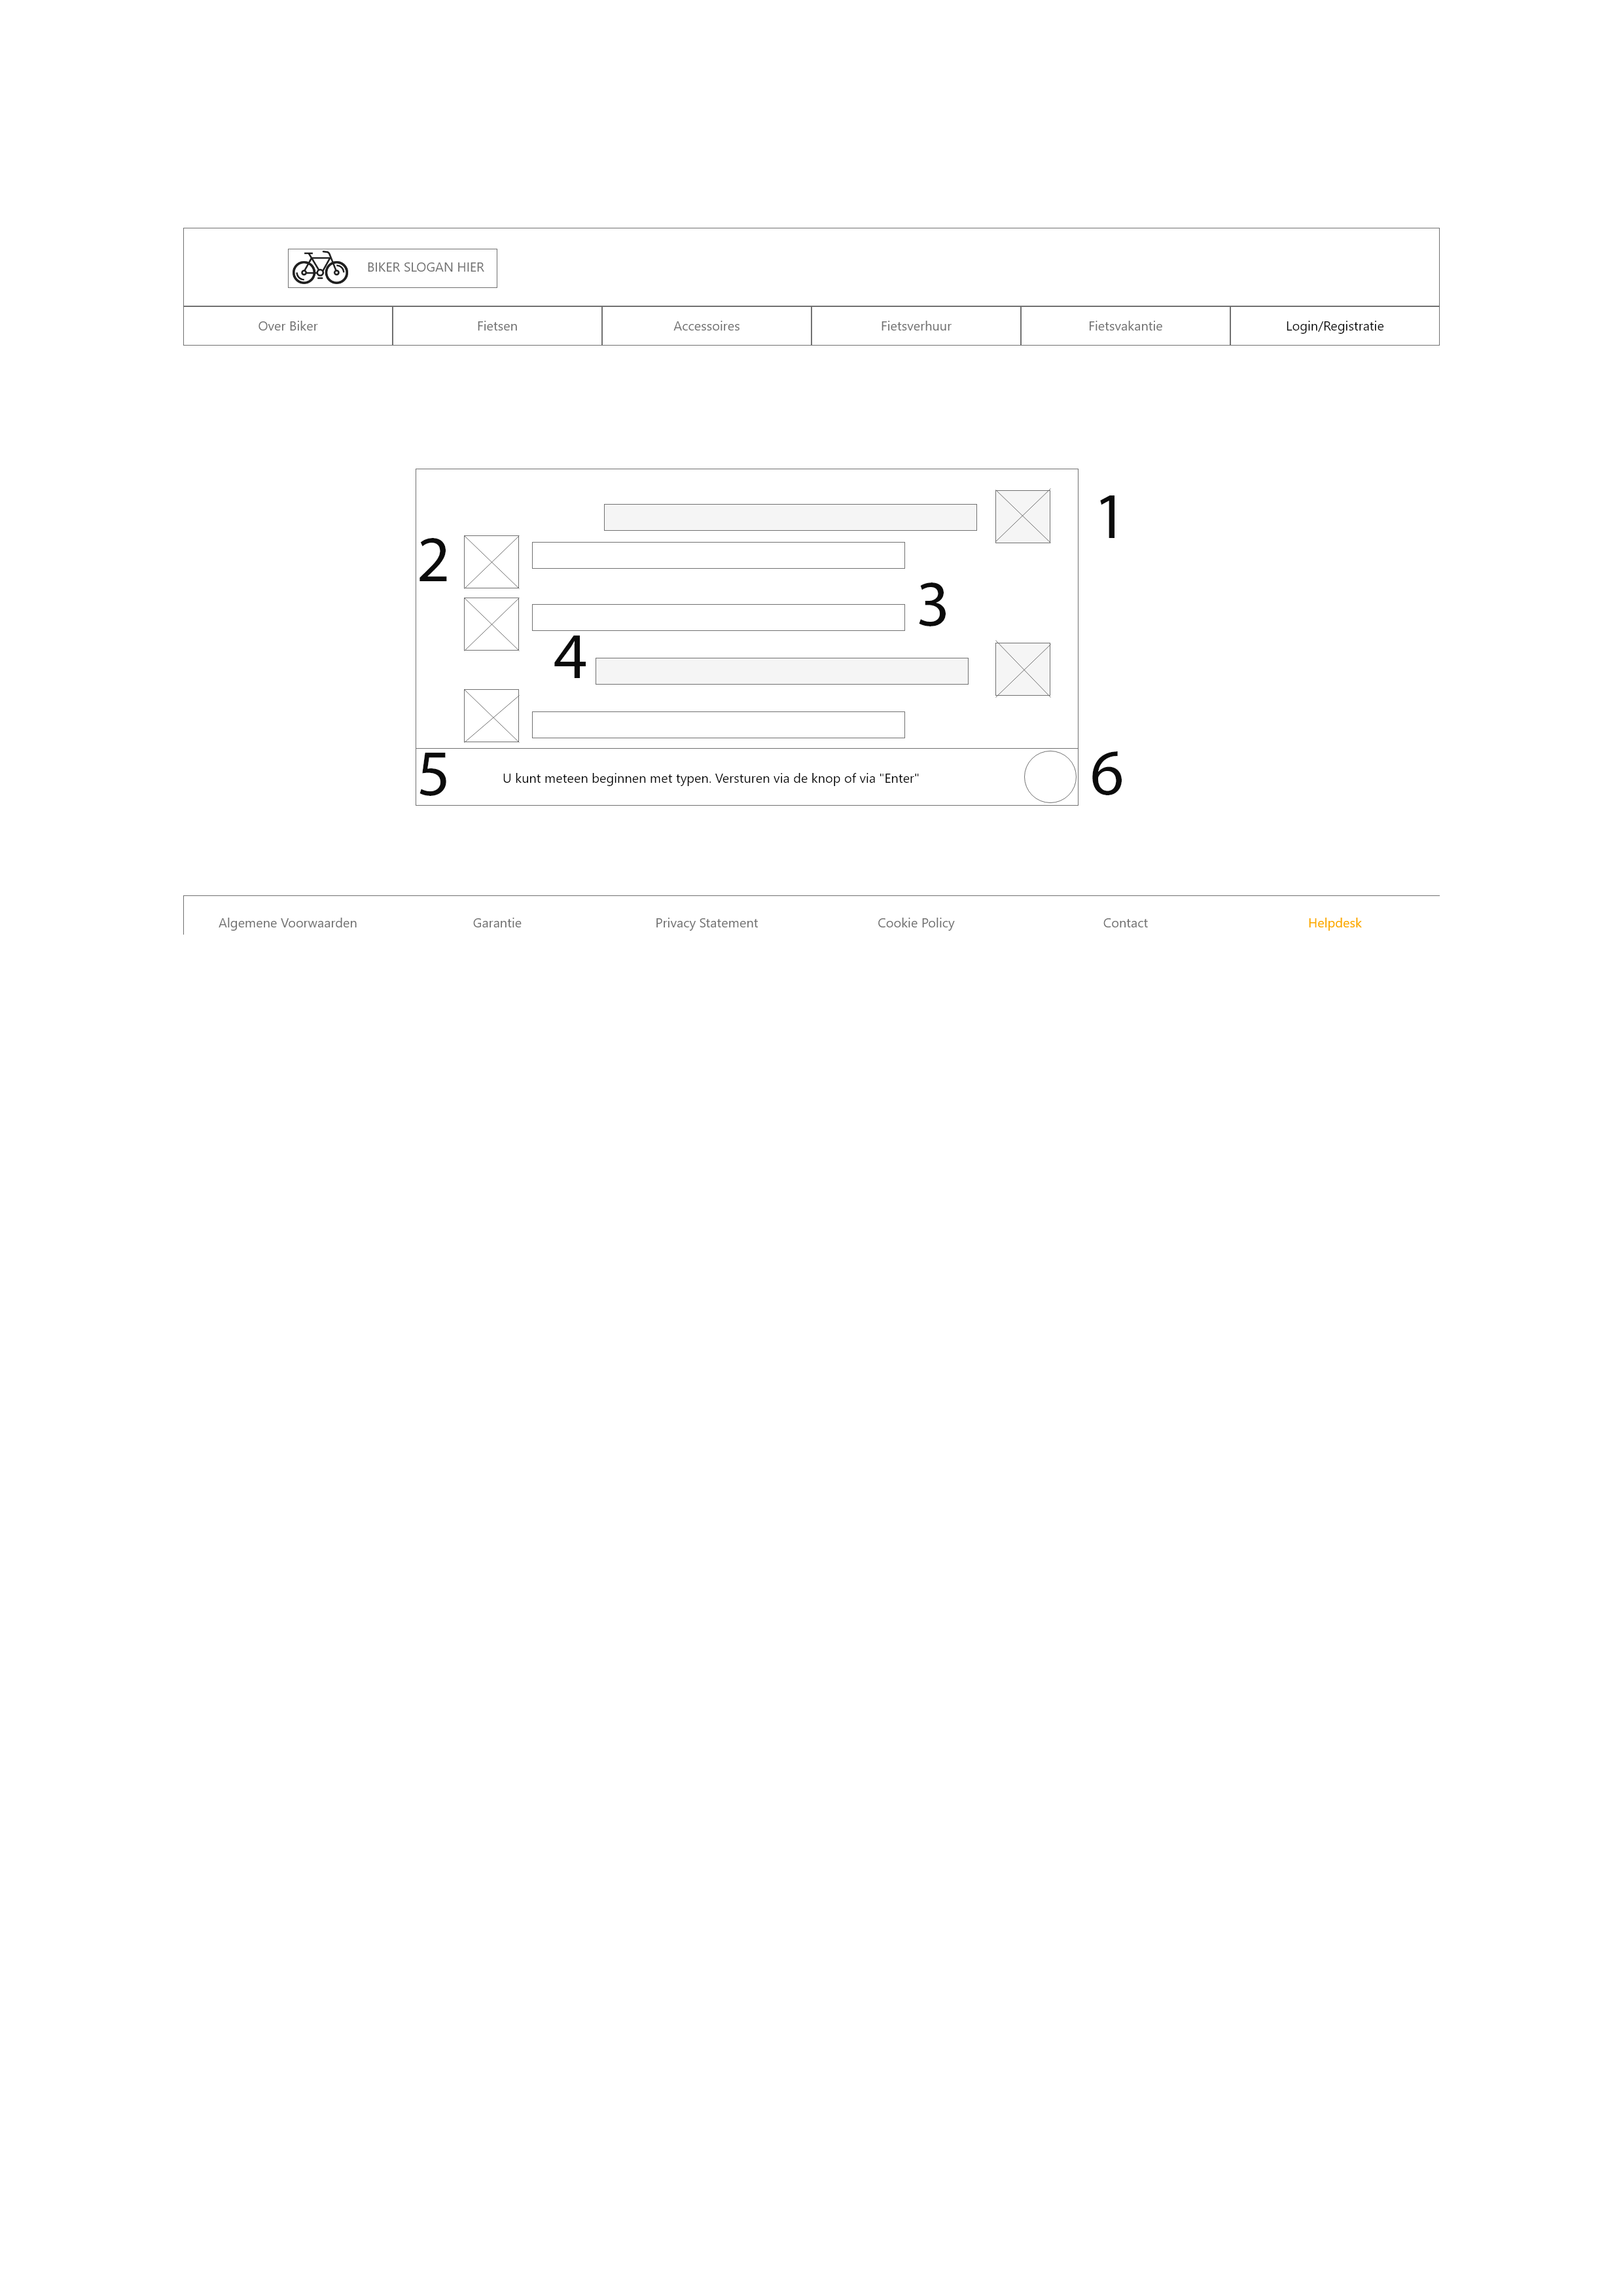 BIKER SLOGAN HIER
Over Biker
Fietsen
Accessoires
Fietsverhuur
Fietsvakantie
Login/Registratie
1
2
3
4
5
U kunt meteen beginnen met typen. Versturen via de knop of via "Enter"
6
Algemene Voorwaarden
Garantie
Privacy Statement
Cookie Policy
Contact
Helpdesk